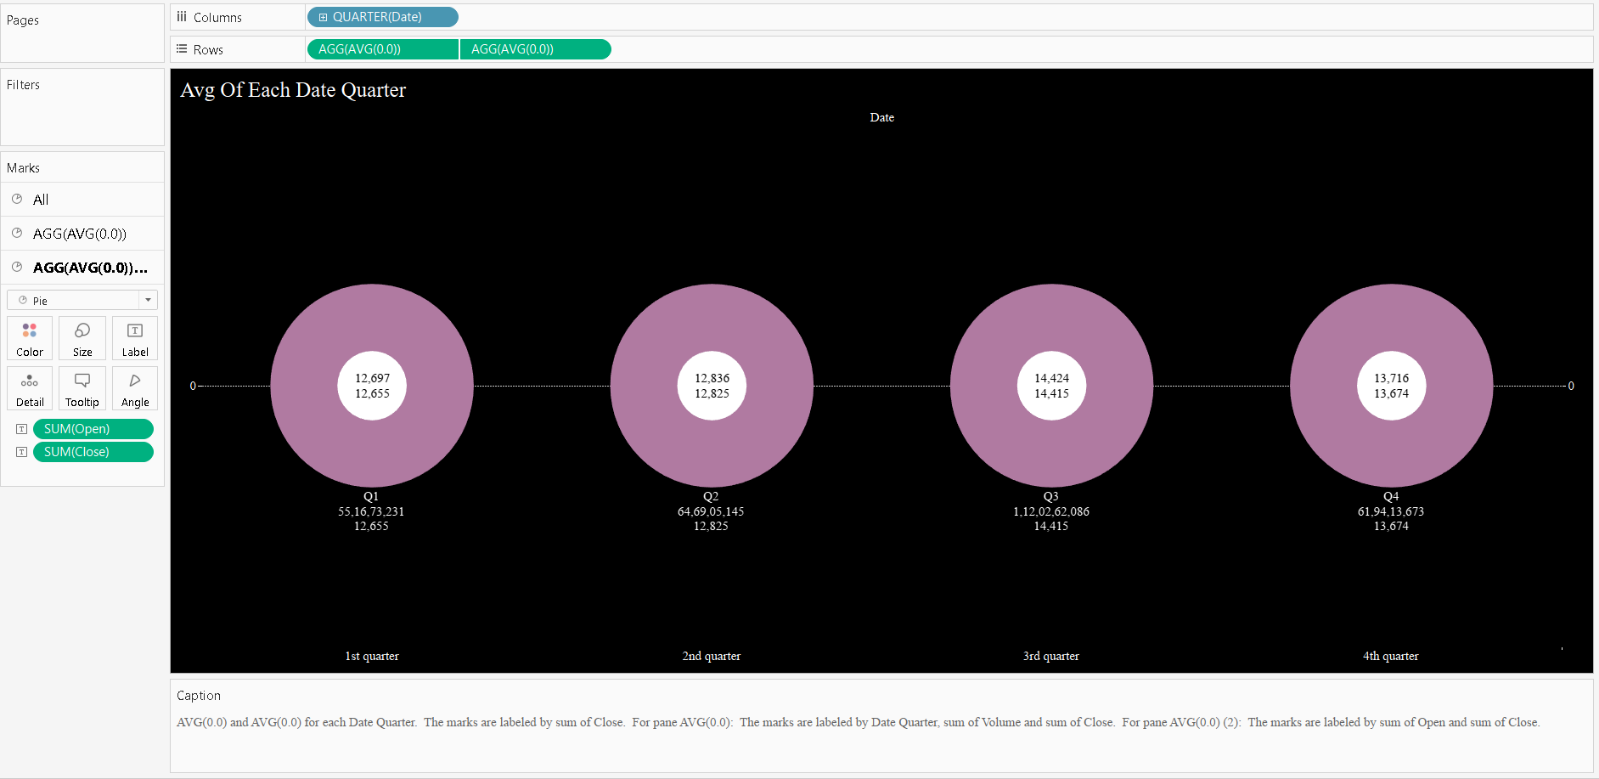 Pages
Columns
QUARTER(Date)
Rows
AGG(AVG(0.0))
AGG(AVG(0.0))
Filters
Marks
All
AGG(AVG(0.0))
AGG(AVG(0.0))...
Pie
Color
Size
Label
Detail
Tooltip
Angle
SUM(Open)
SUM(Close)
Avg Of Each Date Quarter
Date
0
12,697
12,655
12,836
12,825
14,424
14,415
13,716
13,674
0
Q1
55,16,73,231
12,655
Q2
64,69,05,145
12,825
Q3
1,12,02,62,086
14,415
Q4
61,94,13,673
13,674
1st quarter
2nd quarter
3rd quarter
4th quarter
Caption
AVG(0.0) and AVG(0.0) for each Date Quarter.  The marks are labeled by sum of Close.  For pane AVG(0.0):  The marks are labeled by Date Quarter, sum of Volume and sum of Close.  For pane AVG(0.0) (2):  The marks are labeled by sum of Open and sum of Close.